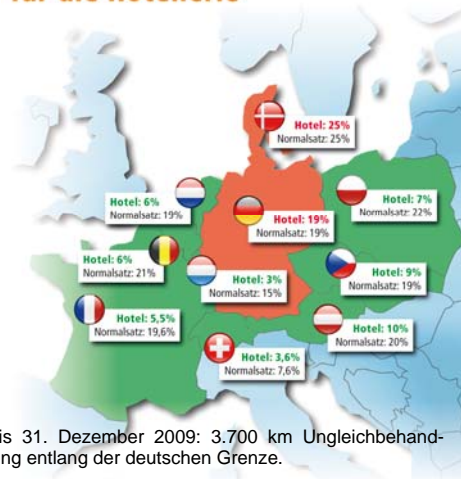 für die Hotellerie
Hotel: 25%
Normalsatz: 25%
Hotel: 6%
Normalsatz: 19%
Hotel: 7%
Normalsatz: 22%
Hotel: 19%
Normalsatz: 19%
Hotel: 6%
Normalsatz: 21%
Hotel: 3%
Normalsatz: 15%
Hotel: 9%
Normalsatz: 19%
Hotel: 5,5%
Normalsatz: 19,6%
Hotel: 10%
Normalsatz: 20%
Hotel: 3,6%
Normalsatz: 7,6%
is 31. Dezember 2009: 3.700 km Ungleichbehand-
ng entlang der deutschen Grenze.